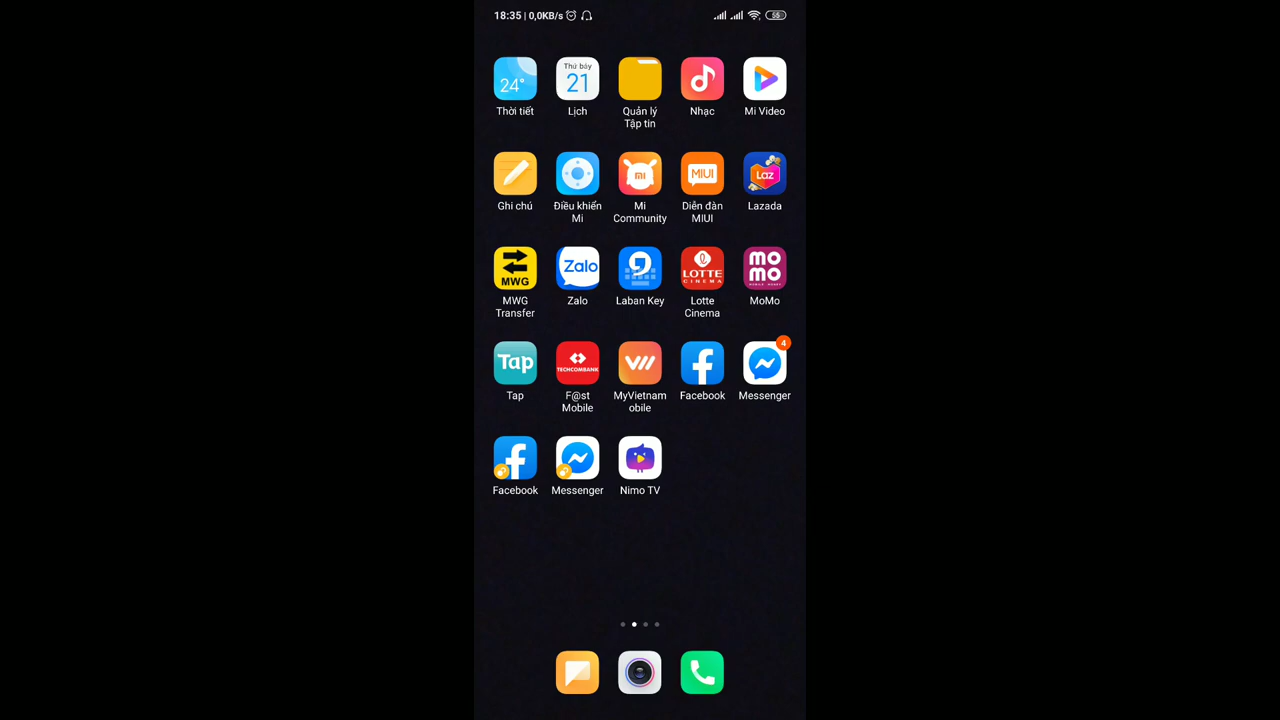 18:35 | 0,0KB/s
55
24°
Thứ bảy
21
Thời tiết
Lịch
Quản lý
Tập tin
Nhạc
Mi Video
MIUI
Laz
Ghi chú
Điều khiển
Mi
Mi
Community
Diễn đàn
MIUI
Lazada
MWG
Zalo
LOTTE
CINEMA
MO
MO
MOBILE MONEY
MWG
Transfer
Zalo
Laban Key
Lotte
Cinema
MoMo
Tap
TECHCOMBANK
4
Tap
F@st
Mobile
MyVietnam
obile
Facebook
Messenger
Facebook
Messenger
Nimo TV